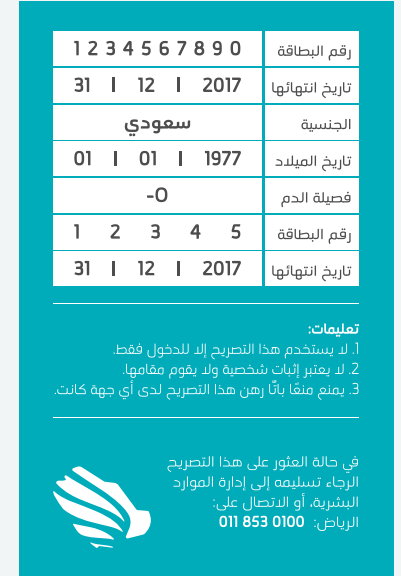 رقم البطاقة 1 2 3 4 5 6 7 8 9 0
تاريخ انتهائها 31 | 12 | 2017
الجنسية سعودي
تاريخ الميلاد 01 | 01 | 1977
فصيلة الدم O-
رقم البطاقة 1 2 3 4 5
تاريخ انتهائها 31 | 12 | 2017
تعليمات:
1. لا يستخدم هذا التصريح إلا للدخول فقط.
2. لا يعتبر إثبات شخصية ولا يقوم مقامها.
3. يمنع منعًا باتًا رهن هذا التصريح لدى أي جهة كانت.
في حالة العثور على هذا التصريح
الرجاء تسليمه إلى إدارة الموارد
البشرية، أو الاتصال على:
الرياض: 0100 853 011